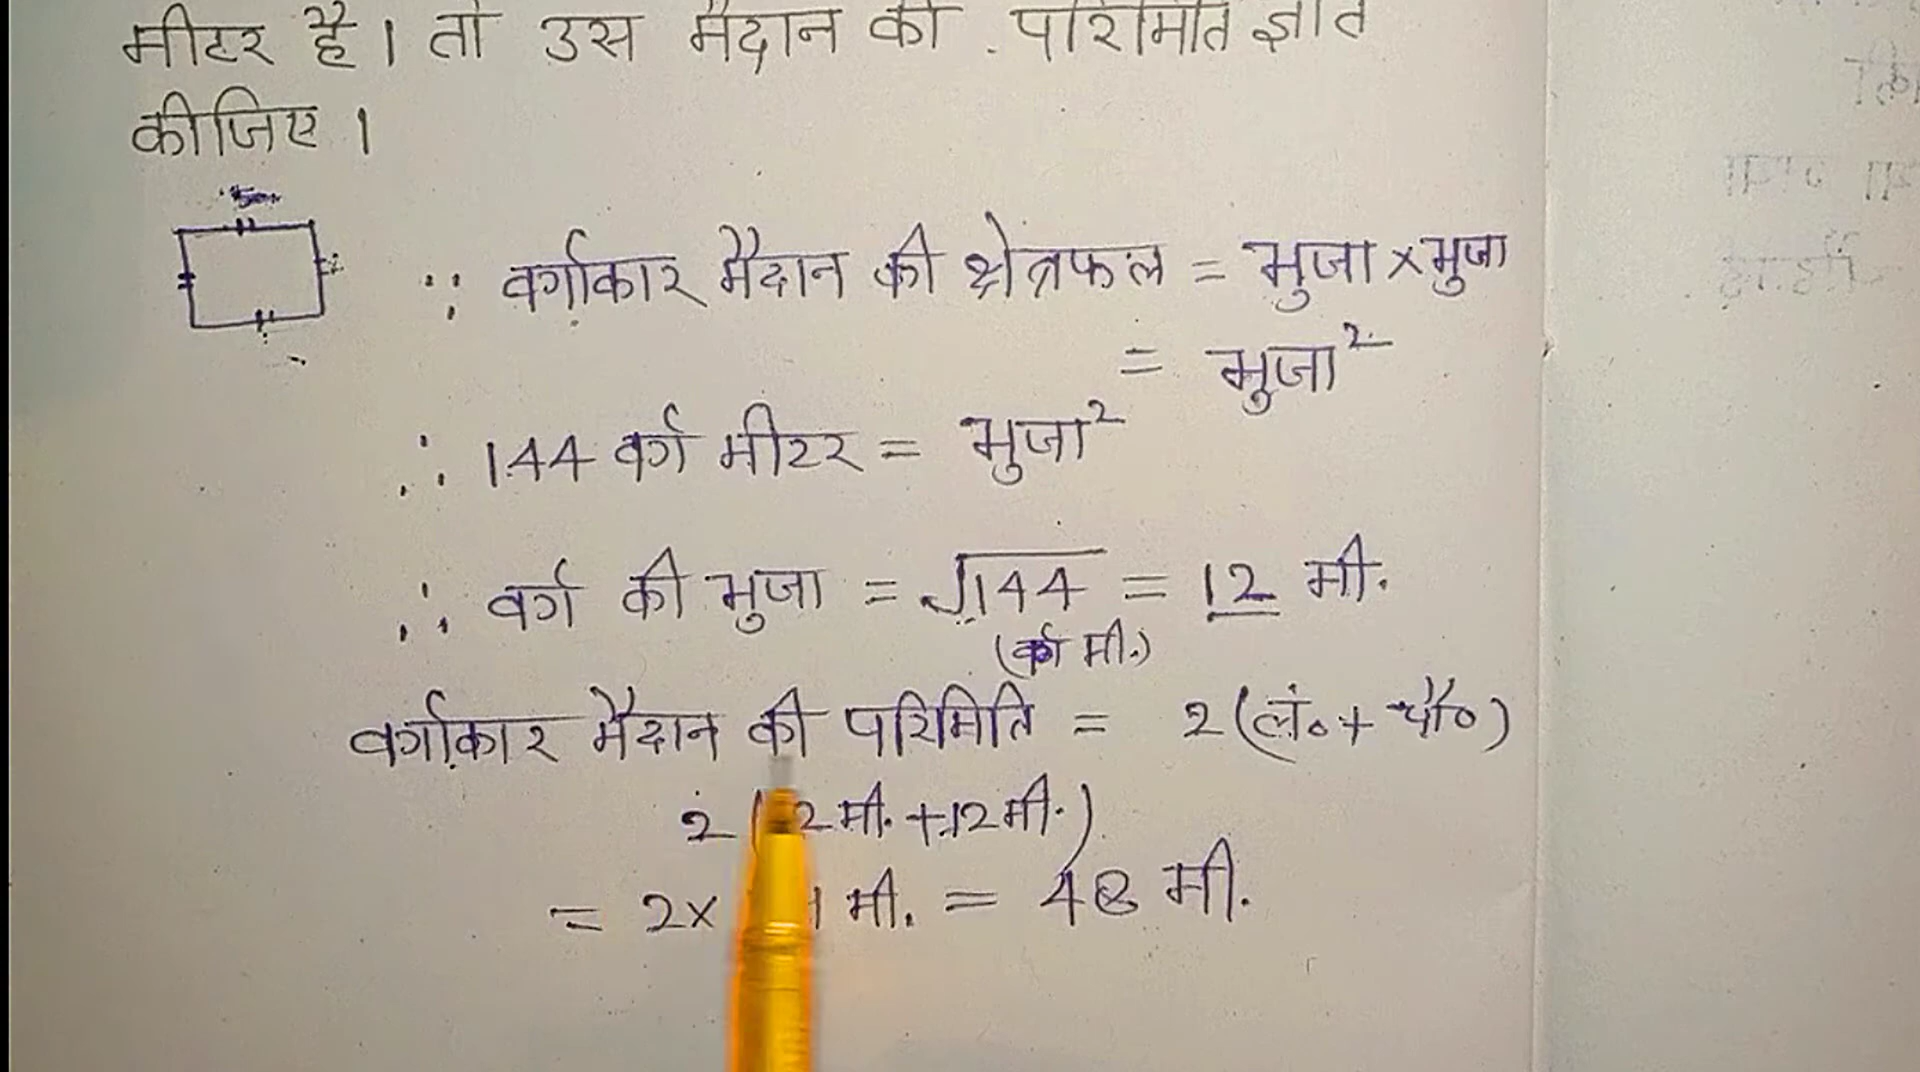 मीटर है। तो उस मैदान की परिमिति ज्ञात
कीजिए।
∵ वर्गाकार मैदान की क्षेत्रफल = भुजा × भुजा
= भुजा²
∴ 144 वर्ग मीटर = भुजा²
∴ वर्ग की भुजा = √144 = 12 मी.
(वर्ग मी.)
वर्गाकार मैदान की परिमिति = 2(लं० + चौ०)
2( 2 मी. + 12 मी.)
= 2× मी. = 48 मी.